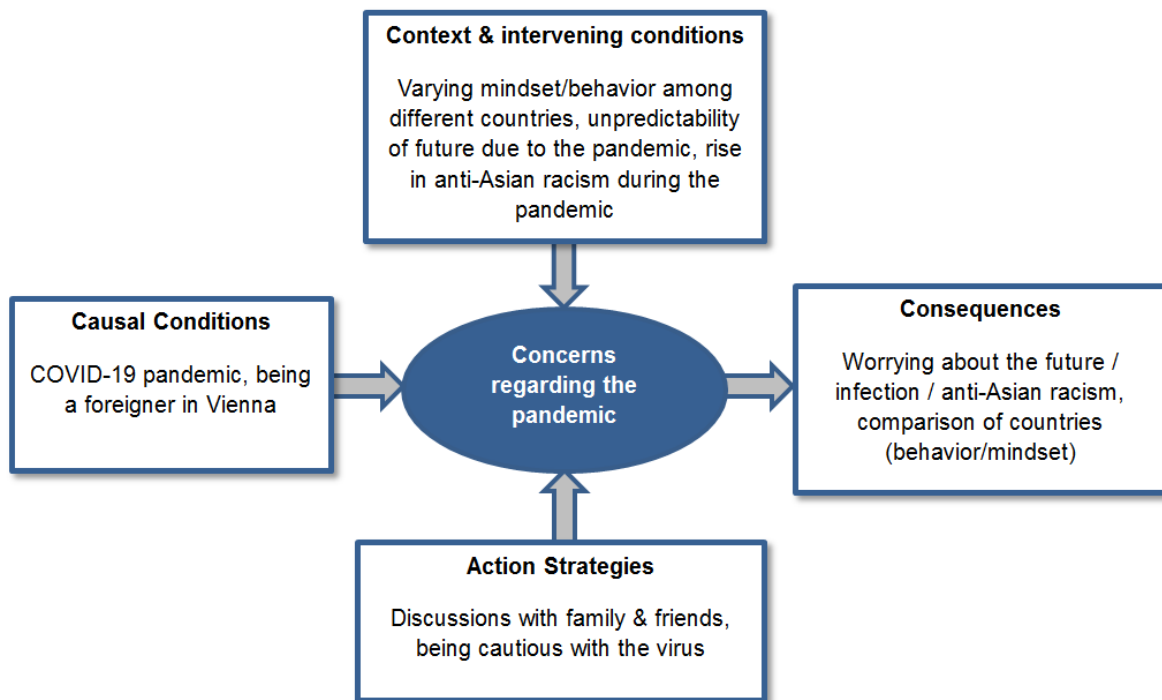 Context & intervening conditions
Varying mindset/behavior among
different countries, unpredictability
of future due to the pandemic, rise
in anti-Asian racism during the
pandemic
Causal Conditions
COVID-19 pandemic, being
a foreigner in Vienna
Concerns
regarding the
pandemic
Consequences
Worrying about the future /
infection / anti-Asian racism,
comparison of countries
(behavior/mindset)
Action Strategies
Discussions with family & friends,
being cautious with the virus